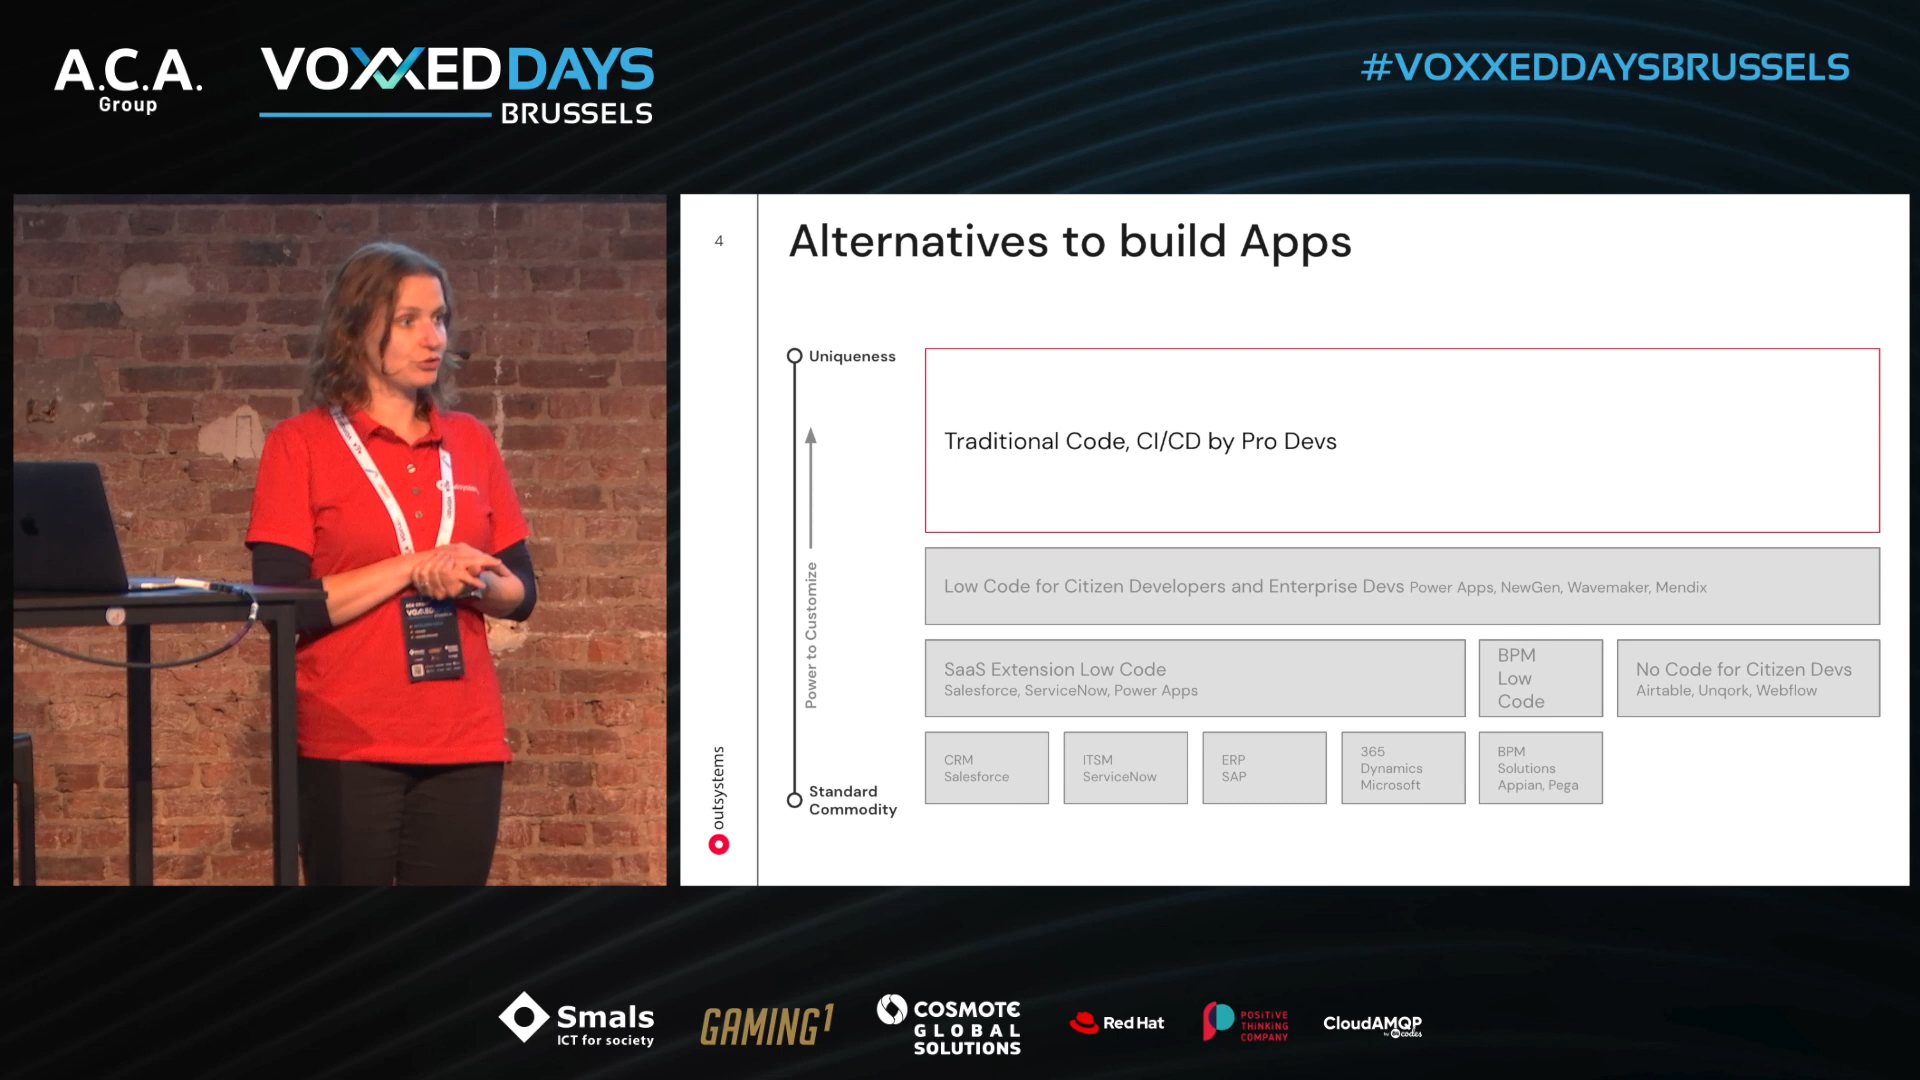 A.C.A.
Group
VOXXED DAYS
BRUSSELS
#VOXXEDDAYSBRUSSELS
4
Alternatives to build Apps
Uniqueness
Power to Customize
Standard
Commodity
Traditional Code, CI/CD by Pro Devs
Low Code for Citizen Developers and Enterprise Devs Power Apps, NewGen, Wavemaker, Mendix
SaaS Extension Low Code
Salesforce, ServiceNow, Power Apps
BPM
Low
Code
No Code for Citizen Devs
Airtable, Unqork, Webflow
CRM
Salesforce
ITSM
ServiceNow
ERP
SAP
365
Dynamics
Microsoft
BPM
Solutions
Appian, Pega
outsystems
Smals
ICT for society
GAMING1
COSMOTE
GLOBAL
SOLUTIONS
Red Hat
POSITIVE
THINKING
COMPANY
CloudAMQP